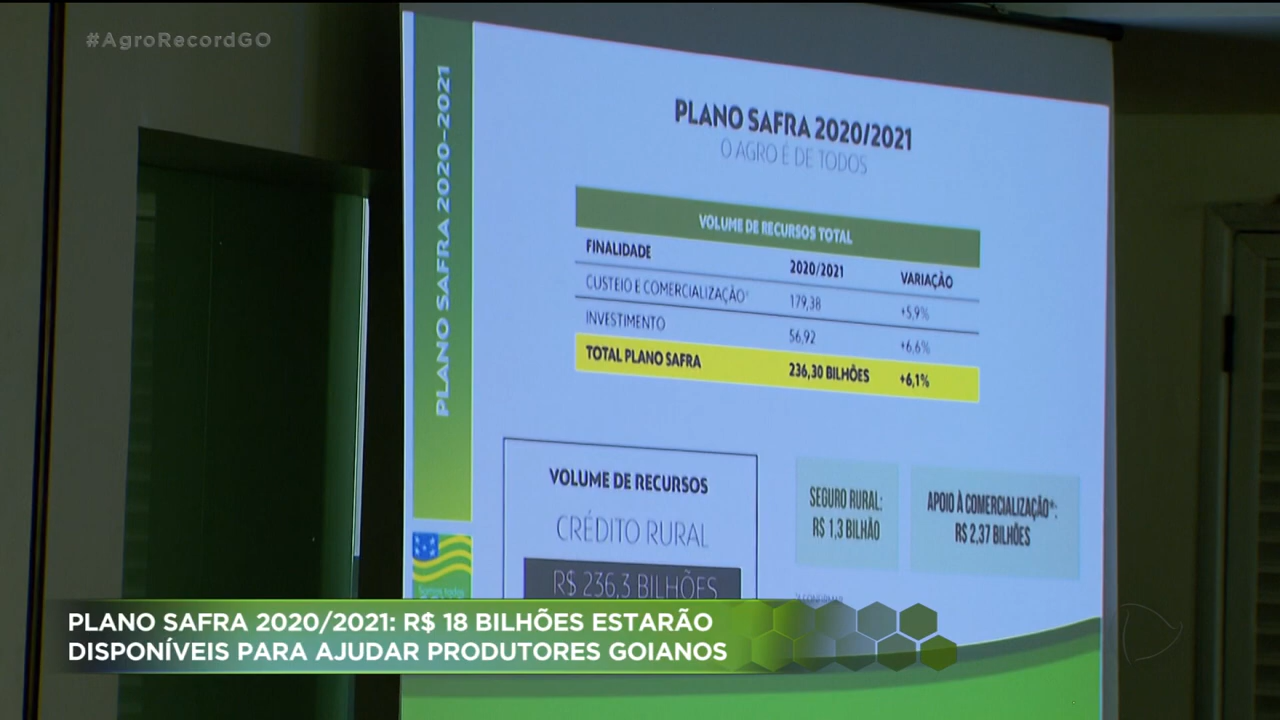 #AgroRecordGO
PLANO SAFRA 2020-2021
PLANO SAFRA 2020/2021
O AGRO É DE TODOS
VOLUME DE RECURSOS TOTAL
FINALIDADE 2020/2021 VARIAÇÃO
CUSTEIO E COMERCIALIZAÇÃO¹ 179,38 +5,9%
INVESTIMENTO 56,92 +6,6%
TOTAL PLANO SAFRA 236,30 BILHÕES +6,1%
VOLUME DE RECURSOS
CRÉDITO RURAL
R$ 236,3 BILHÕES
SEGURO RURAL:
R$ 1,3 BILHÃO
APOIO À COMERCIALIZAÇÃO*:
R$ 2,37 BILHÕES
Somos todos
PLANO SAFRA 2020/2021: R$ 18 BILHÕES ESTARÃO
DISPONÍVEIS PARA AJUDAR PRODUTORES GOIANOS